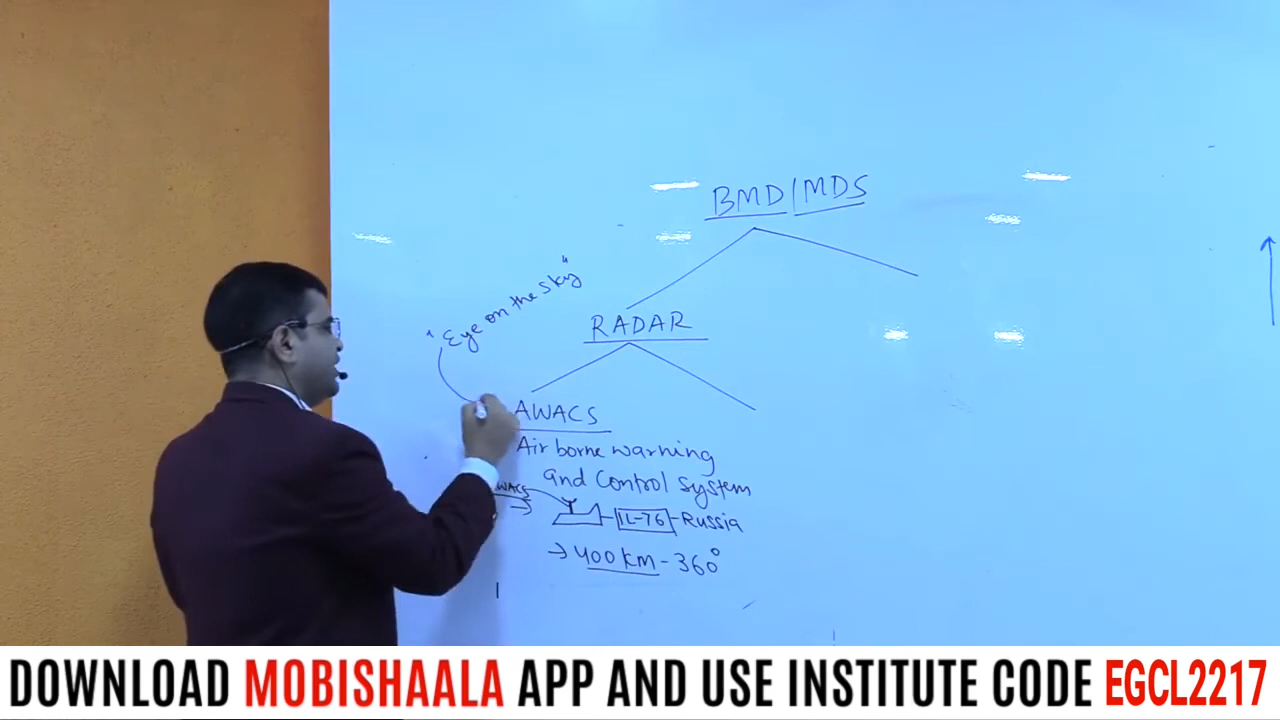 BMD/MDS
"Eye on the sky"
RADAR
AWACS
Air borne warning
and Control System
WACS
→ IL-76 - Russia
→ 400 KM - 360°
DOWNLOAD MOBISHAALA APP AND USE INSTITUTE CODE EGCL2217